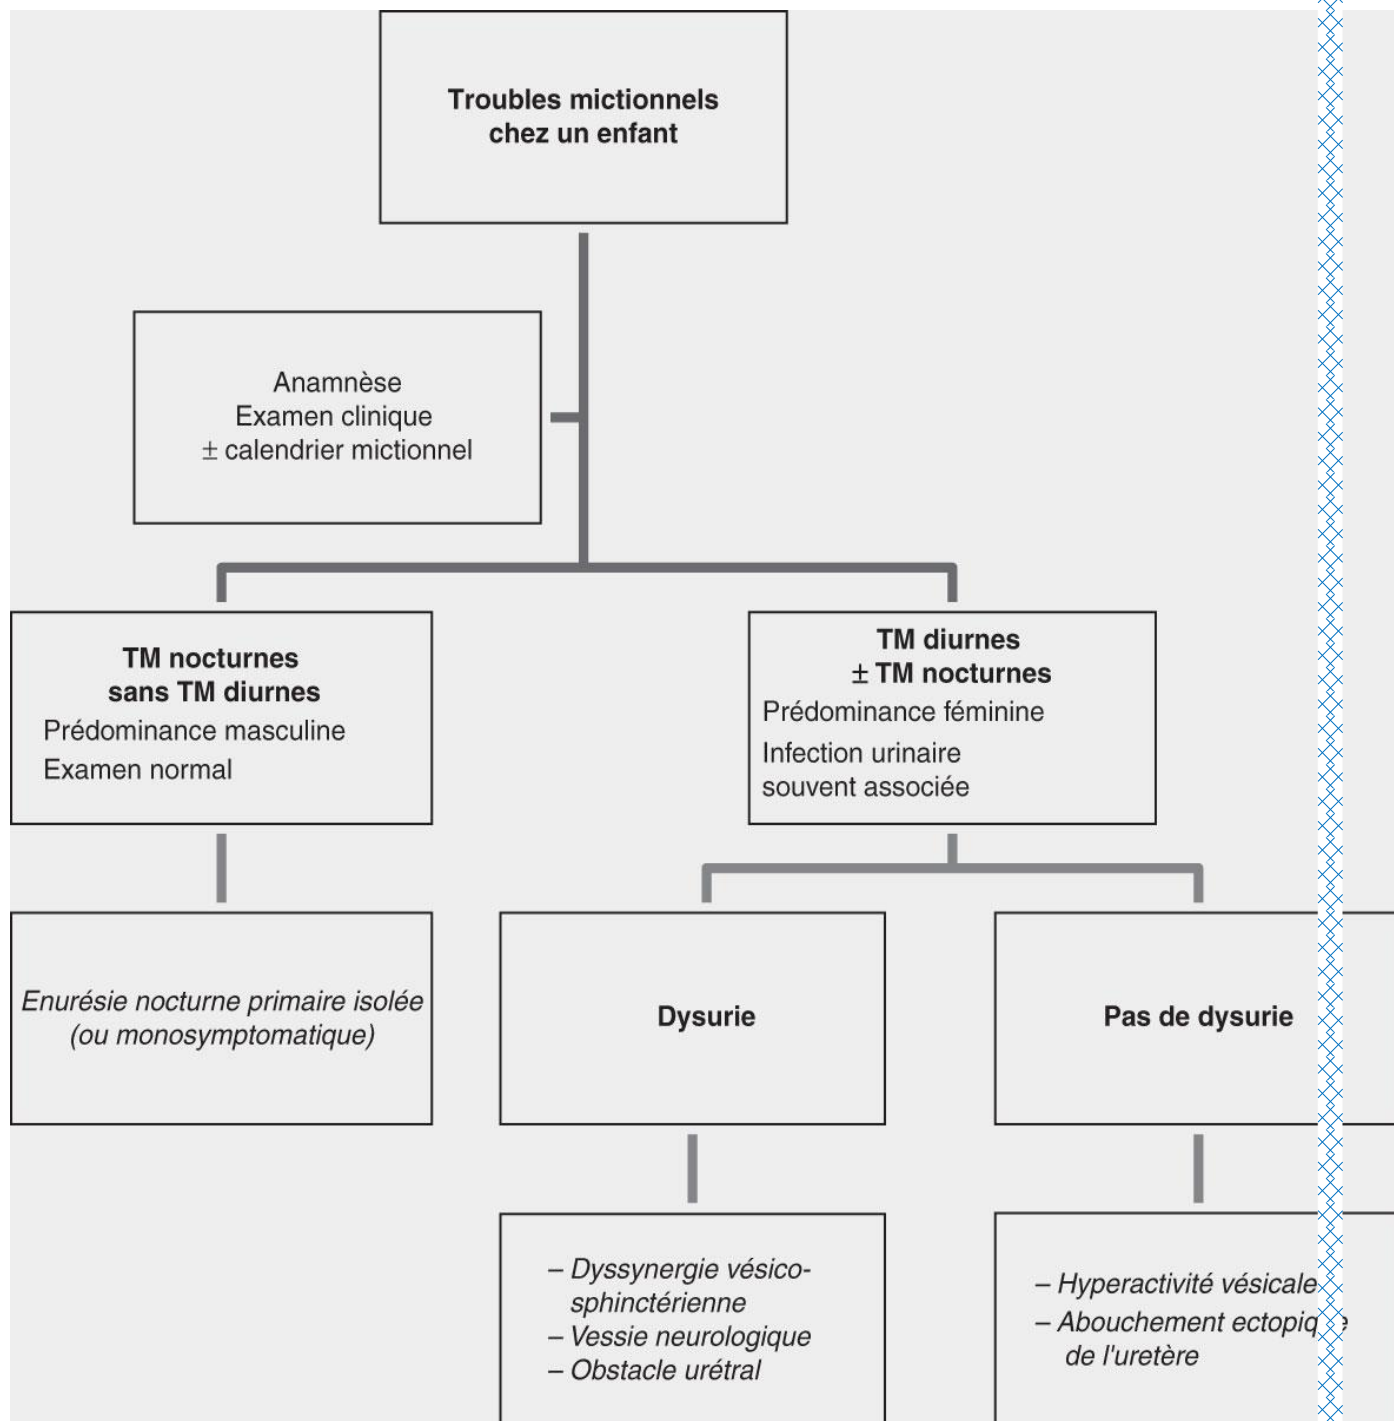 Troubles mictionnels
chez un enfant
Anamnèse
Examen clinique
± calendrier mictionnel
TM nocturnes
sans TM diurnes
Prédominance masculine
Examen normal
TM diurnes
± TM nocturnes
Prédominance féminine
Infection urinaire
souvent associée
Enurésie nocturne primaire isolée
(ou monosymptomatique)
Dysurie
Pas de dysurie
– Dyssynergie vésico-
sphinctérienne
– Vessie neurologique
– Obstacle urétral
– Hyperactivité vésicale
– Abouchement ectopique
de l'uretère